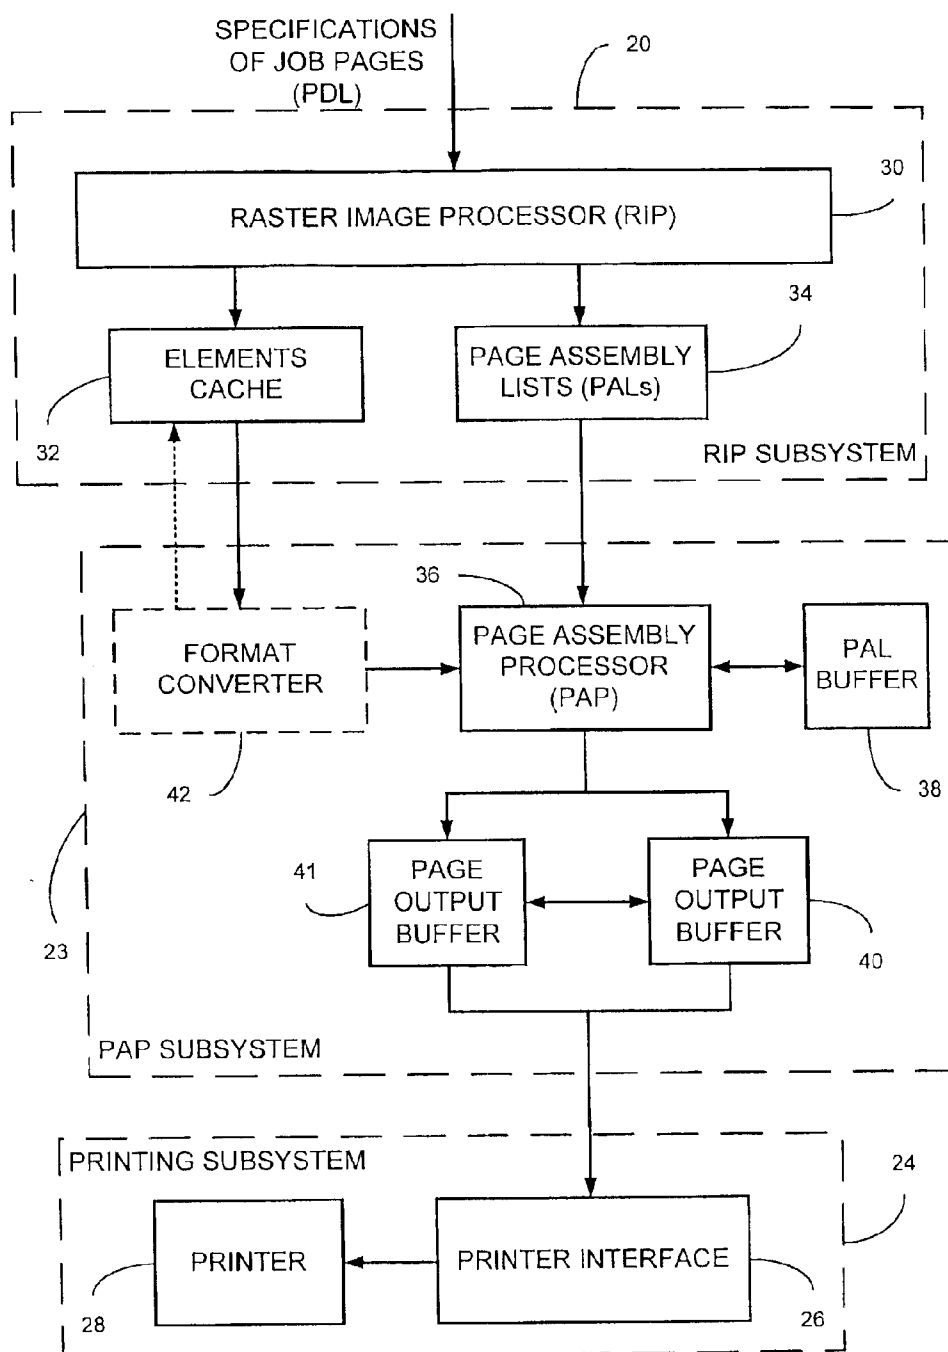 SPECIFICATIONS
OF JOB PAGES
(PDL)
20
30
RASTER IMAGE PROCESSOR (RIP)
34
ELEMENTS
CACHE
PAGE ASSEMBLY
LISTS (PALs)
32
RIP SUBSYSTEM
36
FORMAT
CONVERTER
PAGE ASSEMBLY
PROCESSOR
(PAP)
PAL
BUFFER
42
38
41
PAGE
OUTPUT
BUFFER
PAGE
OUTPUT
BUFFER
23
40
PAP SUBSYSTEM
PRINTING SUBSYSTEM
24
PRINTER
PRINTER INTERFACE
28
26